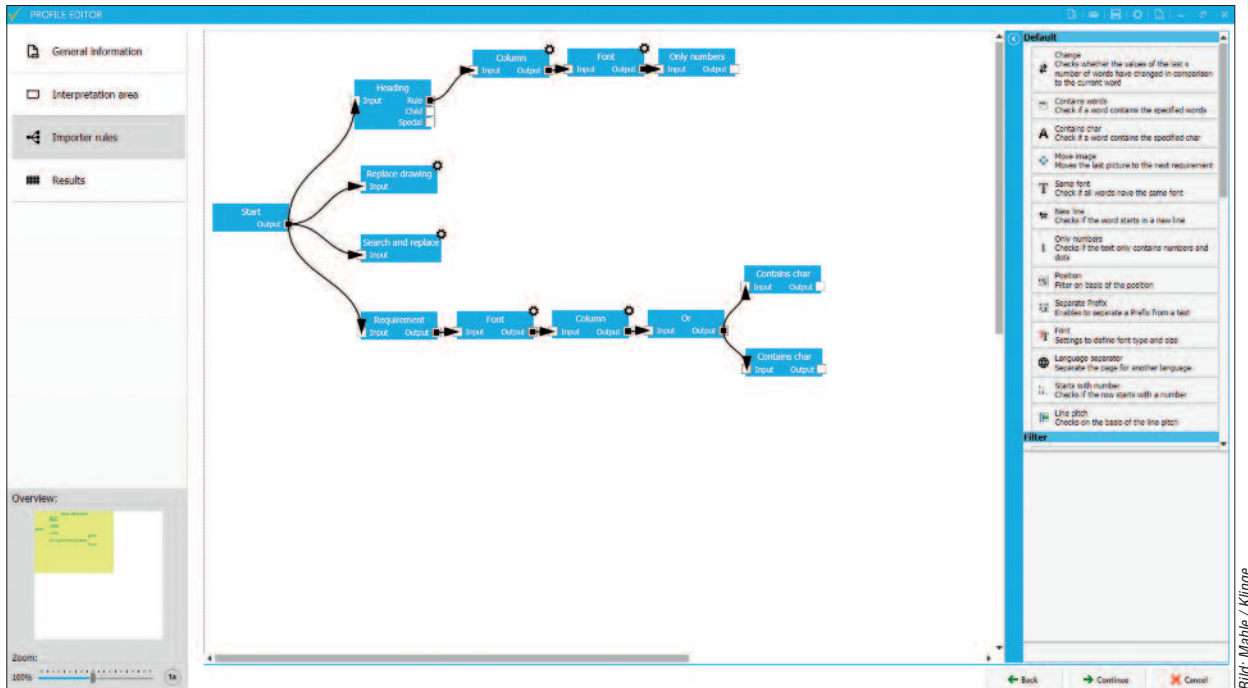 PROFILE EDITOR
General information
Interpretation area
Importer rules
Results
Overview:
Zoom:
100%
1x
Start
Output
Heading
Input Rule
Child
Special
Column
Input Output
Font
Input Output
Only numbers
Input Output
Replace drawing
Input
Search and replace
Input
Requirement
Input Output
Font
Input Output
Column
Input Output
Or
Input Output
Contains char
Input Output
Contains char
Input Output
Default
Change
Checks whether the values of the last x
number of words have changed in comparison
to the current word
Contains words
Check if a word contains the specified words
Contains char
Check if a word contains the specified char
Move image
Moves the last picture to the next requirement
Same font
Check if all words have the same font
New line
Checks if the word starts in a new line
Only numbers
Checks if the text only contains numbers and
dots
Position
Filter on basis of the position
Separate Prefix
Enables to separate a Prefix from a text
Font
Settings to define font type and size
Language separator
Separate the page for another language
Starts with number
Checks if the row starts with a number
Line pitch
Checks on the basis of the line pitch
Filter
Back
Continue
Cancel
Bild: Mahle / Klinge